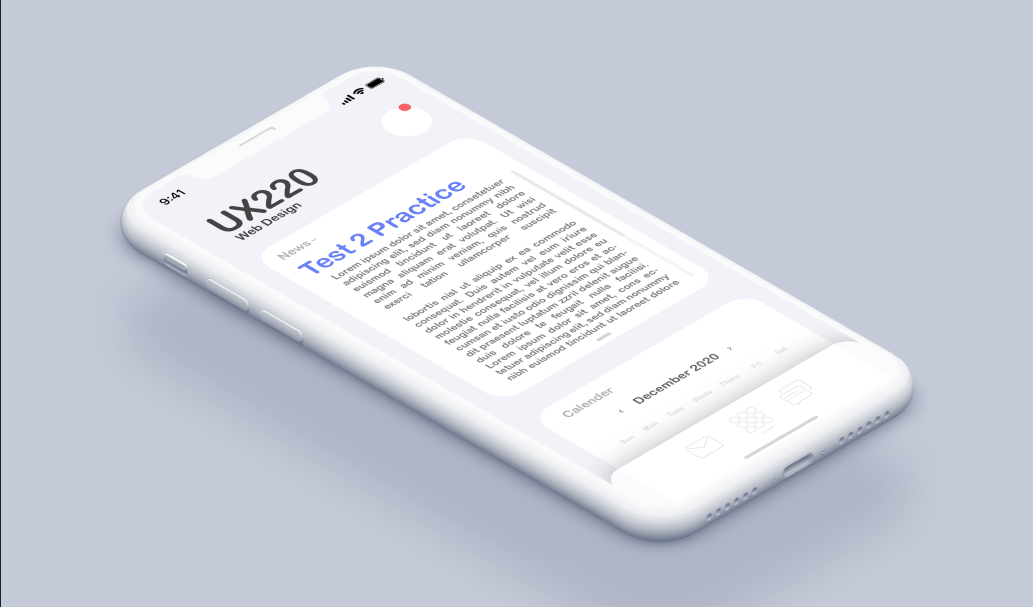 9:41
UX220
Web Design
News
Test 2 Practice
Lorem ipsum dolor sit amet, consetetuer
adipiscing elit, sed diam nonummy nibh
euismod tincidunt ut laoreet dolore
magna aliquam erat volutpat. Ut wisi
enim ad minim veniam, quis nostrud
exerci tation ullamcorper suscipit
lobortis nisl ut aliquip ex ea commodo
consequat. Duis autem vel eum iriure
dolor in hendrerit in vulputate velit esse
molestie consequat, vel illum dolore eu
feugiat nulla facilisis at vero eros et ac-
cumsan et iusto odio dignissim qui blan-
dit praesent luptatum zzril delenit augue
duis dolore te feugait nulla facilisi.
Lorem ipsum dolor sit amet, cons ec-
tetuer adipiscing elit, sed diam nonummy
nibh euismod tincidunt ut laoreet dolore
Calender
‹ December 2020 ›
Sun Mon Tues Weds Thurs Fri Sat